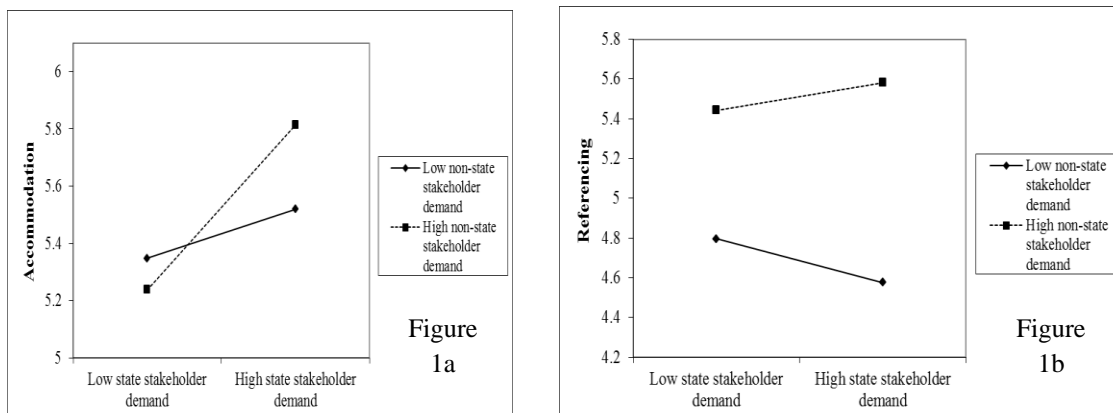 6
5.8
5.6
5.4
5.2
5
Accommodation
Low state stakeholder
demand
High state stakeholder
demand
Low non-state
stakeholder
demand
High non-state
stakeholder
demand
Figure
1a
5.8
5.6
5.4
5.2
5
4.8
4.6
4.4
4.2
Referencing
Low state stakeholder
demand
High state stakeholder
demand
Low non-state
stakeholder
demand
High non-state
stakeholder
demand
Figure
1b